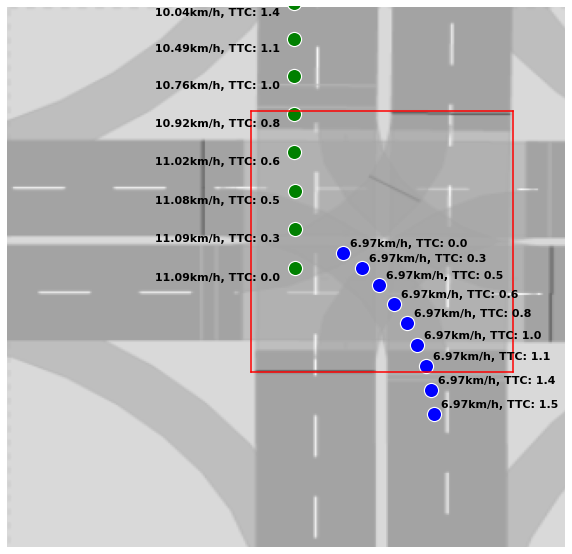 10.04km/h, TTC: 1.4
10.49km/h, TTC: 1.1
10.76km/h, TTC: 1.0
10.92km/h, TTC: 0.8
11.02km/h, TTC: 0.6
11.08km/h, TTC: 0.5
11.09km/h, TTC: 0.3
11.09km/h, TTC: 0.0
6.97km/h, TTC: 0.0
6.97km/h, TTC: 0.3
6.97km/h, TTC: 0.5
6.97km/h, TTC: 0.6
6.97km/h, TTC: 0.8
6.97km/h, TTC: 1.0
6.97km/h, TTC: 1.1
6.97km/h, TTC: 1.4
6.97km/h, TTC: 1.5